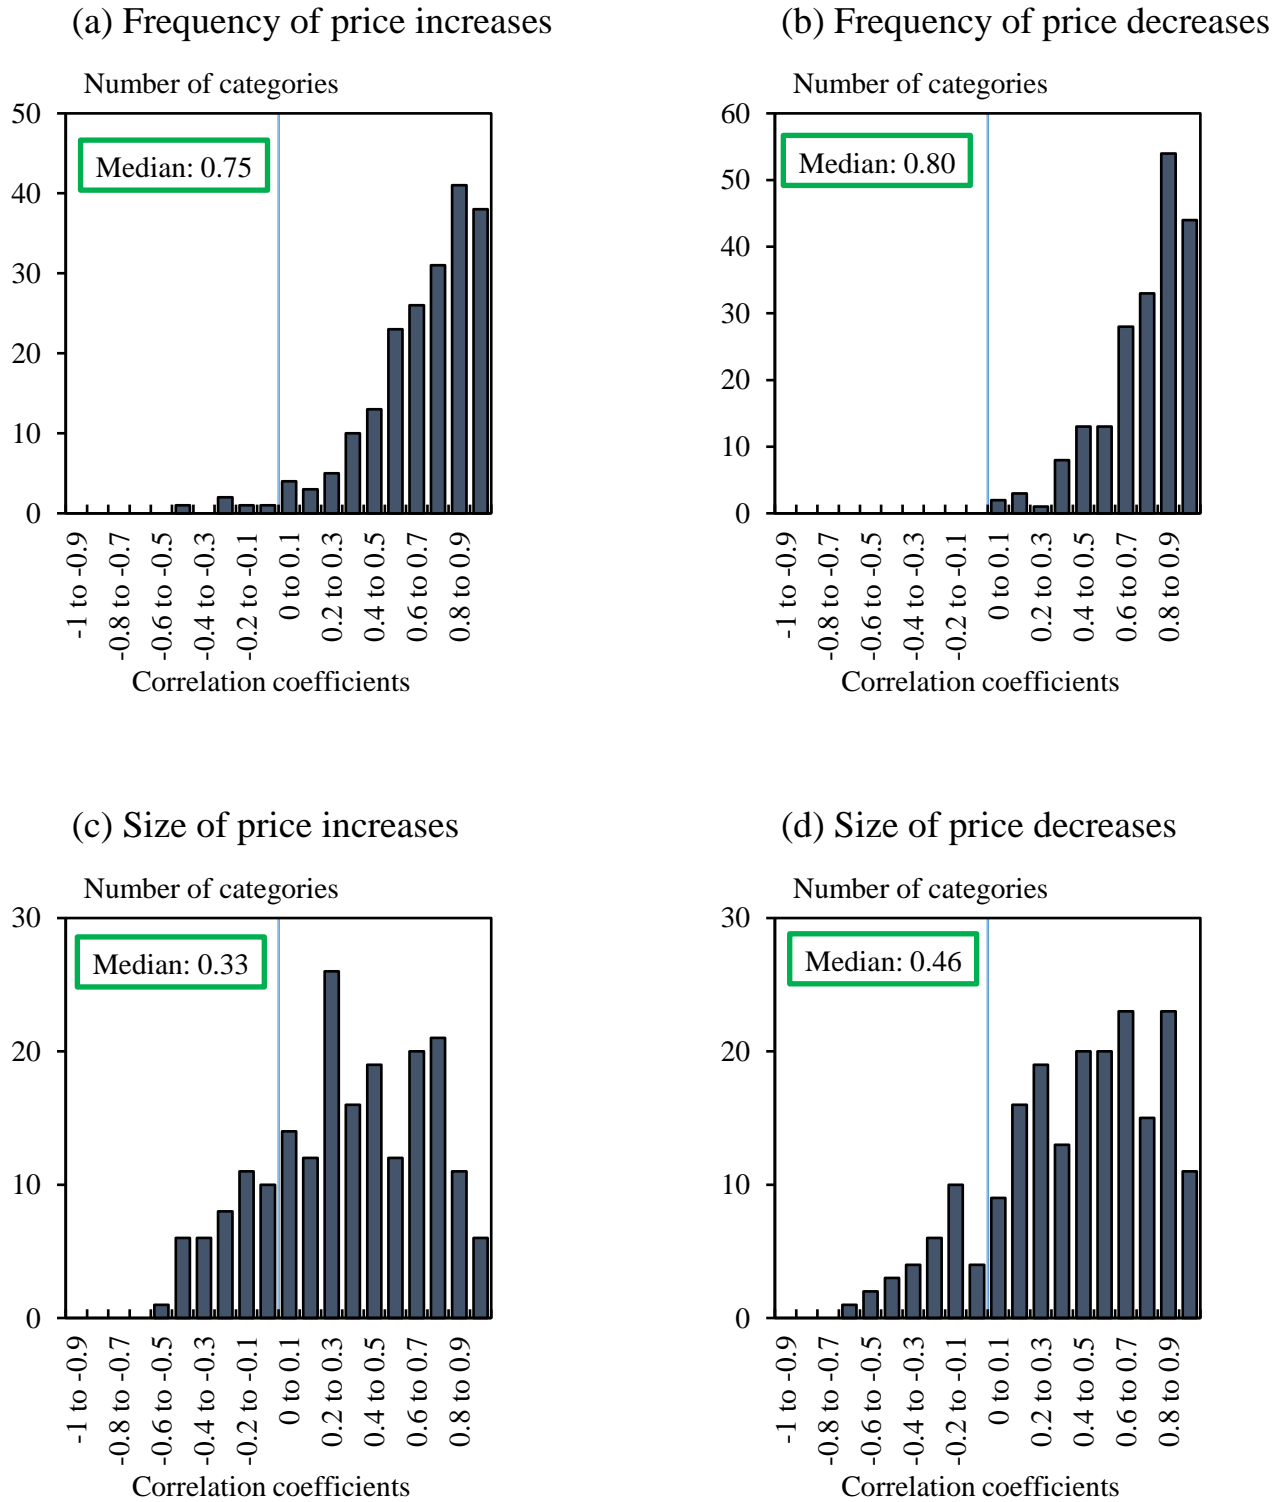 (a) Frequency of price increases
Number of categories
50
40
30
20
10
0
Median: 0.75
-1 to -0.9
-0.8 to -0.7
-0.6 to -0.5
-0.4 to -0.3
-0.2 to -0.1
0 to 0.1
0.2 to 0.3
0.4 to 0.5
0.6 to 0.7
0.8 to 0.9
Correlation coefficients
(b) Frequency of price decreases
Number of categories
60
50
40
30
20
10
0
Median: 0.80
-1 to -0.9
-0.8 to -0.7
-0.6 to -0.5
-0.4 to -0.3
-0.2 to -0.1
0 to 0.1
0.2 to 0.3
0.4 to 0.5
0.6 to 0.7
0.8 to 0.9
Correlation coefficients
(c) Size of price increases
Number of categories
30
20
10
0
Median: 0.33
-1 to -0.9
-0.8 to -0.7
-0.6 to -0.5
-0.4 to -0.3
-0.2 to -0.1
0 to 0.1
0.2 to 0.3
0.4 to 0.5
0.6 to 0.7
0.8 to 0.9
Correlation coefficients
(d) Size of price decreases
Number of categories
30
20
10
0
Median: 0.46
-1 to -0.9
-0.8 to -0.7
-0.6 to -0.5
-0.4 to -0.3
-0.2 to -0.1
0 to 0.1
0.2 to 0.3
0.4 to 0.5
0.6 to 0.7
0.8 to 0.9
Correlation coefficients